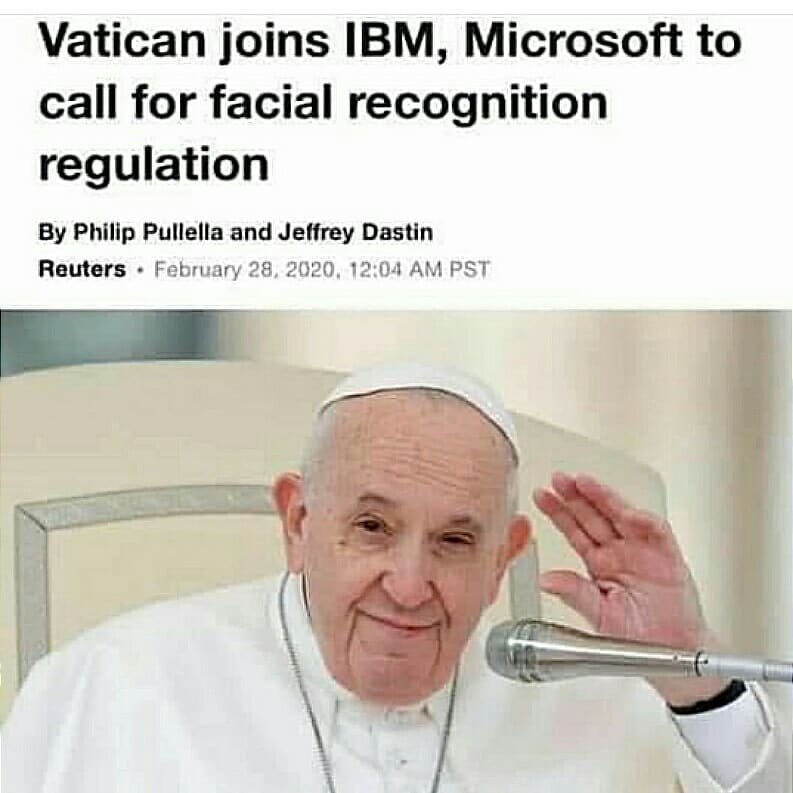 Vatican joins IBM, Microsoft to
call for facial recognition
regulation
By Philip Pullella and Jeffrey Dastin
Reuters • February 28, 2020, 12:04 AM PST